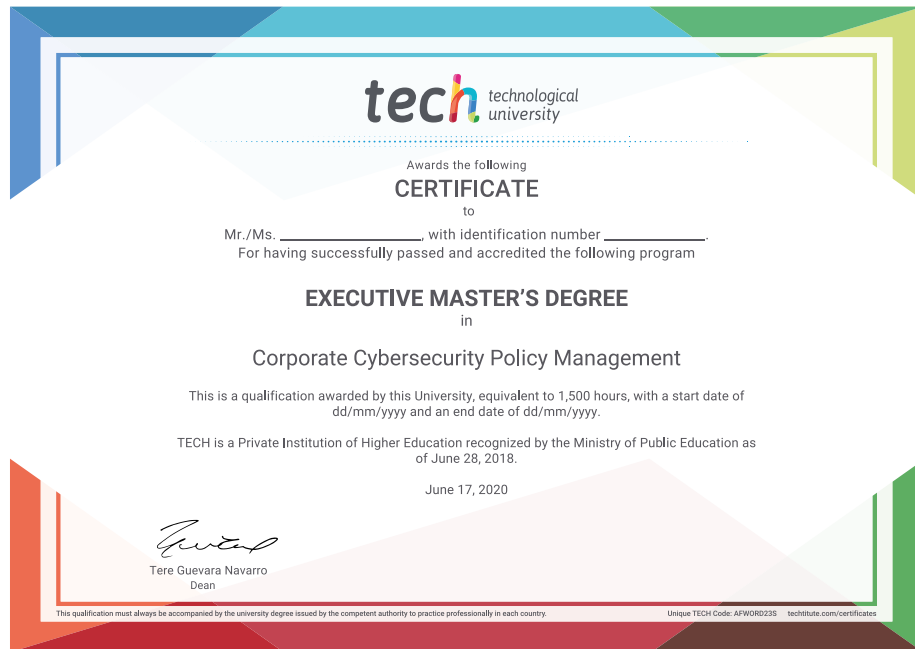 tech technological
university
Awards the following
CERTIFICATE
to
Mr./Ms. ____________________, with identification number ______________.
For having successfully passed and accredited the following program
EXECUTIVE MASTER'S DEGREE
in
Corporate Cybersecurity Policy Management
This is a qualification awarded by this University, equivalent to 1,500 hours, with a start date of
dd/mm/yyyy and an end date of dd/mm/yyyy.
TECH is a Private Institution of Higher Education recognized by the Ministry of Public Education as
of June 28, 2018.
June 17, 2020
Tere Guevara Navarro
Dean
This qualification must always be accompanied by the university degree issued by the competent authority to practice professionally in each country. Unique TECH Code: AFWORD23S techtitute.com/certificates